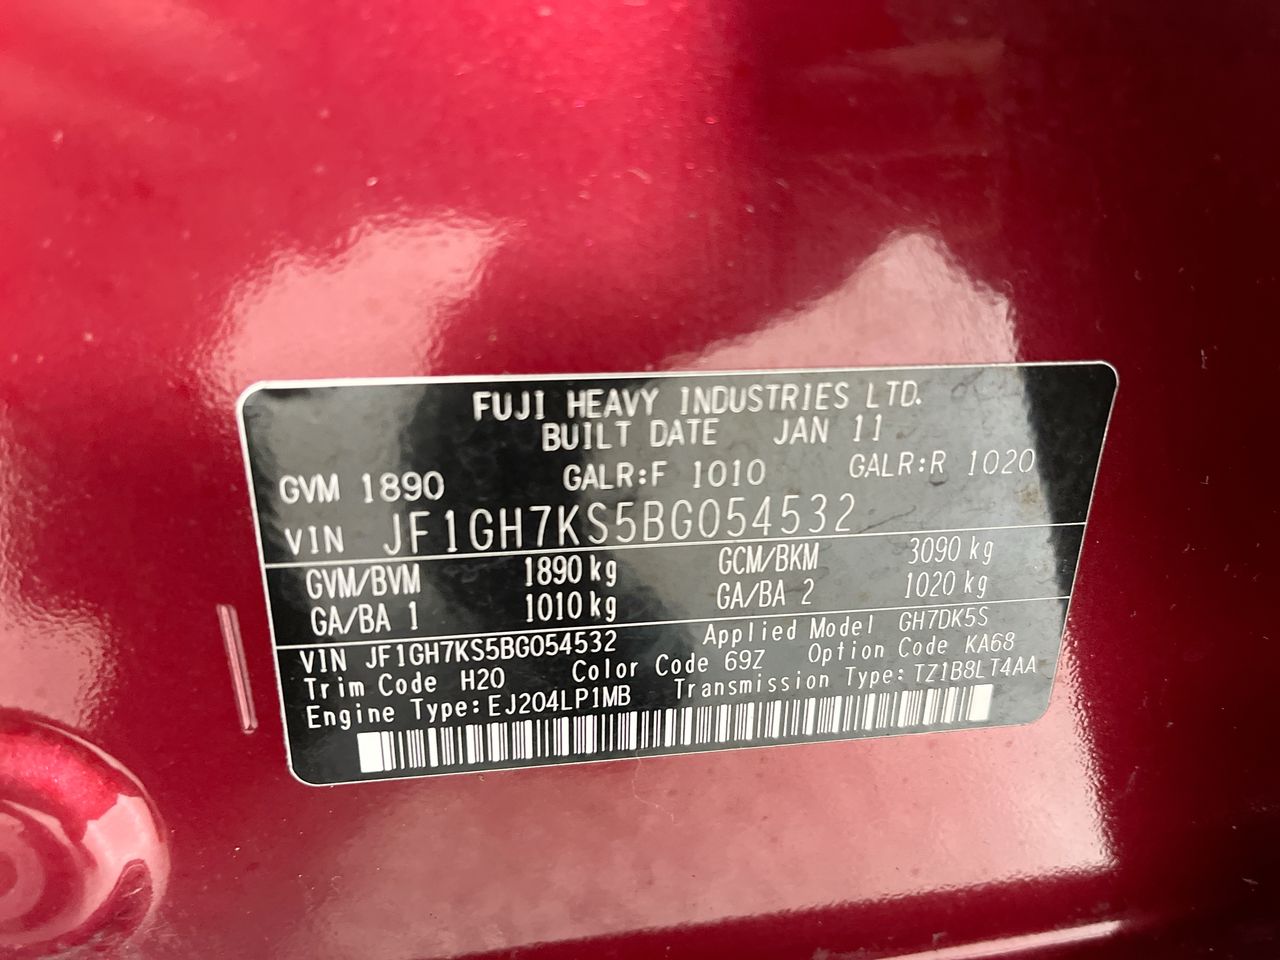 FUJI HEAVY INDUSTRIES LTD.
BUILT DATE JAN 11
GVM 1890 GALR:F 1010 GALR:R 1020
VIN JF1GH7KS5BG054532
GVM/BVM 1890 kg GCM/BKM 3090 kg
GA/BA 1 1010 kg GA/BA 2 1020 kg
VIN JF1GH7KS5BG054532 Applied Model GH7DK5S
Trim Code H20 Color Code 69Z Option Code KA68
Engine Type: EJ204LP1MB Transmission Type: TZ1B8LT4AA